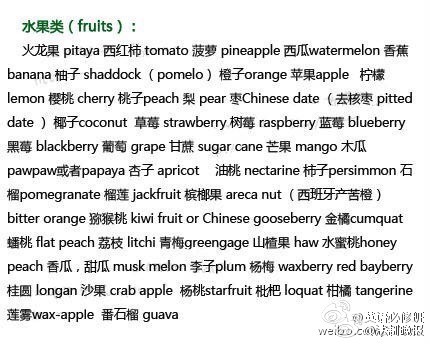 水果类（fruits）：
火龙果 pitaya 西红柿 tomato 菠萝 pineapple 西瓜watermelon 香蕉
banana 柚子 shaddock （pomelo） 橙子orange 苹果apple 柠檬
lemon 樱桃 cherry 桃子peach 梨 pear 枣Chinese date （去核枣 pitted
date ） 椰子coconut 草莓 strawberry 树莓 raspberry 蓝莓 blueberry
黑莓 blackberry 葡萄 grape 甘蔗 sugar cane 芒果 mango 木瓜
pawpaw或者papaya 杏子 apricot 油桃 nectarine 柿子persimmon 石
榴pomegranate 榴莲 jackfruit 槟榔果 areca nut （西班牙产苦橙）
bitter orange 猕猴桃 kiwi fruit or Chinese gooseberry 金橘cumquat
蟠桃 flat peach 荔枝 litchi 青梅greengage 山楂果 haw 水蜜桃honey
peach 香瓜，甜瓜 musk melon 李子plum 杨梅 waxberry red bayberry
桂圆 longan 沙果 crab apple 杨桃starfruit 枇杷 loquat 柑橘 tangerine
莲雾wax-apple 番石榴 guava
@法制晚报